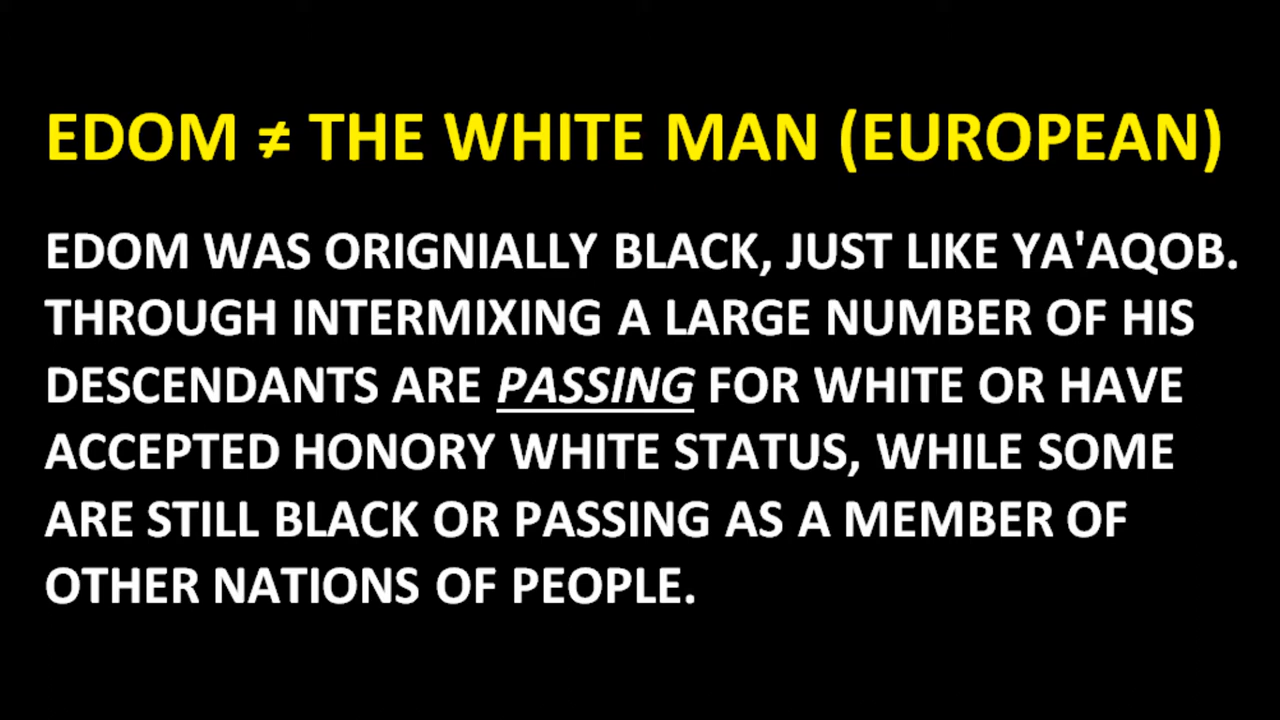 EDOM ≠ THE WHITE MAN (EUROPEAN)
EDOM WAS ORIGNIALLY BLACK, JUST LIKE YA'AQOB.
THROUGH INTERMIXING A LARGE NUMBER OF HIS
DESCENDANTS ARE PASSING FOR WHITE OR HAVE
ACCEPTED HONORY WHITE STATUS, WHILE SOME
ARE STILL BLACK OR PASSING AS A MEMBER OF
OTHER NATIONS OF PEOPLE.